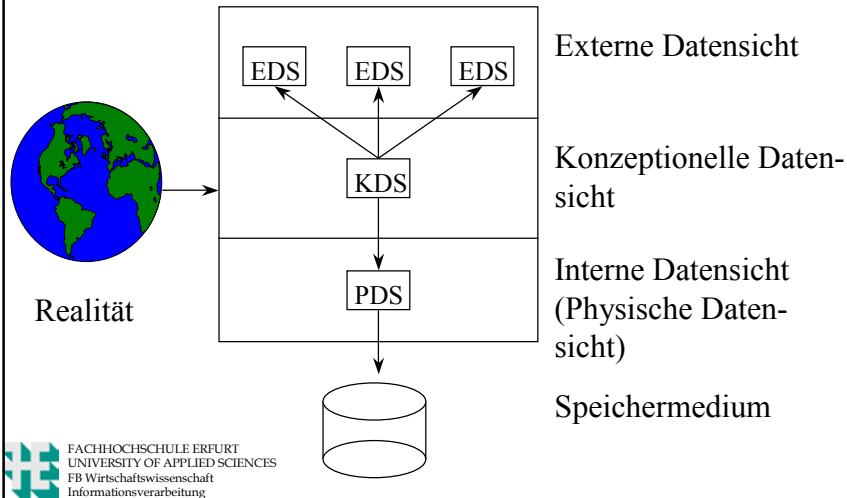 Externe Datensicht
EDS
EDS
EDS
Konzeptionelle Daten-
sicht
KDS
Realität
Interne Datensicht
(Physische Daten-
sicht)
PDS
Speichermedium
FACHHOCHSCHULE ERFURT
UNIVERSITY OF APPLIED SCIENCES
FB Wirtschaftswissenschaft
Informationsverarbeitung